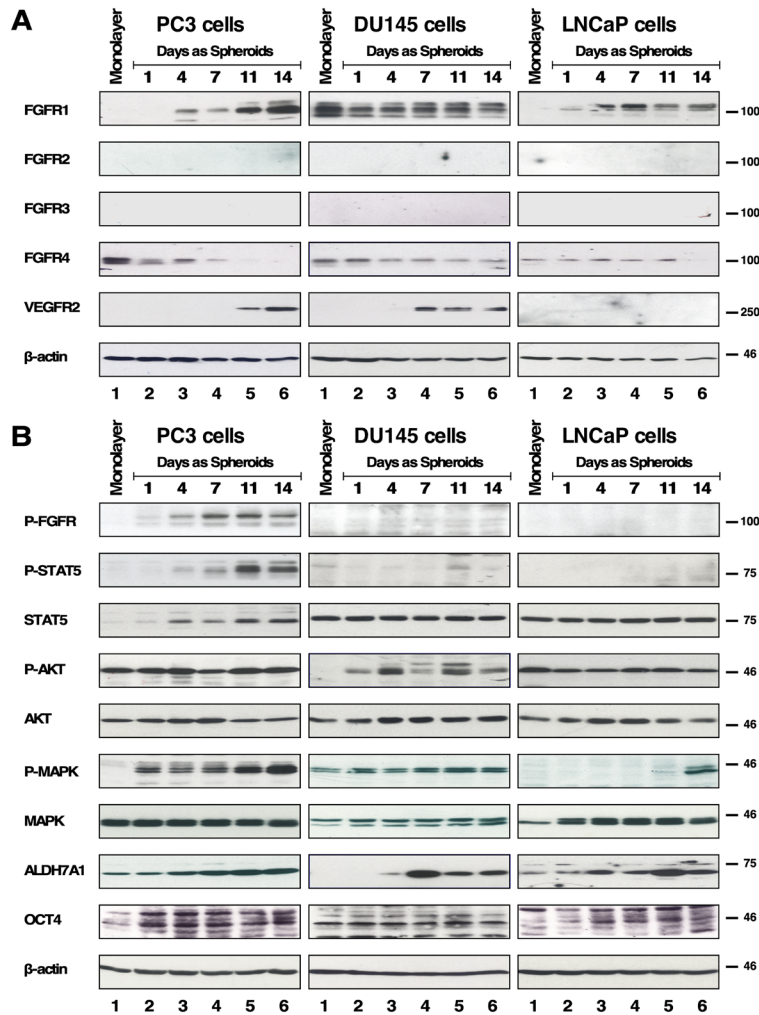 A
PC3 cells DU145 cells LNCaP cells
Monolayer Days as Spheroids Monolayer Days as Spheroids Monolayer Days as Spheroids
1 4 7 11 14 1 4 7 11 14 1 4 7 11 14
FGFR1 100
FGFR2 100
FGFR3 100
FGFR4 100
VEGFR2 250
β-actin 46
1 2 3 4 5 6 1 2 3 4 5 6 1 2 3 4 5 6
B
PC3 cells DU145 cells LNCaP cells
Monolayer Days as Spheroids Monolayer Days as Spheroids Monolayer Days as Spheroids
1 4 7 11 14 1 4 7 11 14 1 4 7 11 14
P-FGFR 100
P-STAT5 75
STAT5 75
P-AKT 46
AKT 46
P-MAPK 46
MAPK 46
ALDH7A1 75
OCT4 46
β-actin 46
1 2 3 4 5 6 1 2 3 4 5 6 1 2 3 4 5 6